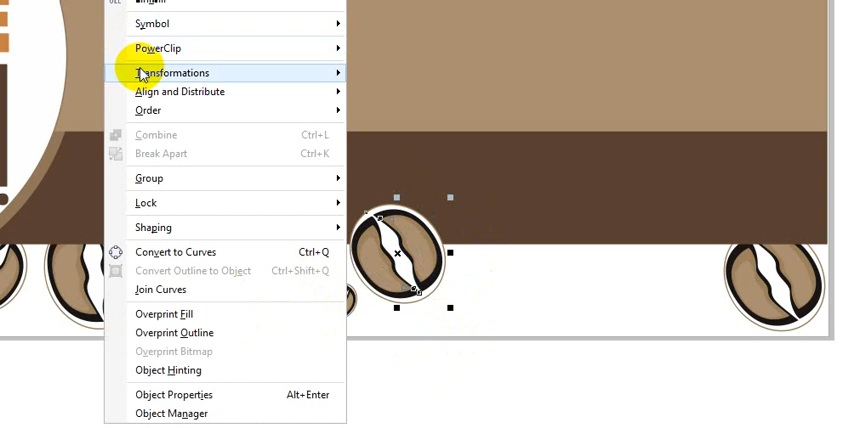 Symbol
PowerClip
Transformations
Align and Distribute
Order
Combine Ctrl+L
Break Apart Ctrl+K
Group
Lock
Shaping
Convert to Curves Ctrl+Q
Convert Outline to Object Ctrl+Shift+Q
Join Curves
Overprint Fill
Overprint Outline
Overprint Bitmap
Object Hinting
Object Properties Alt+Enter
Object Manager